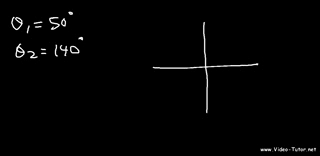 θ₁ = 50°
θ₂ = 140°
www.Video-Tutor.net